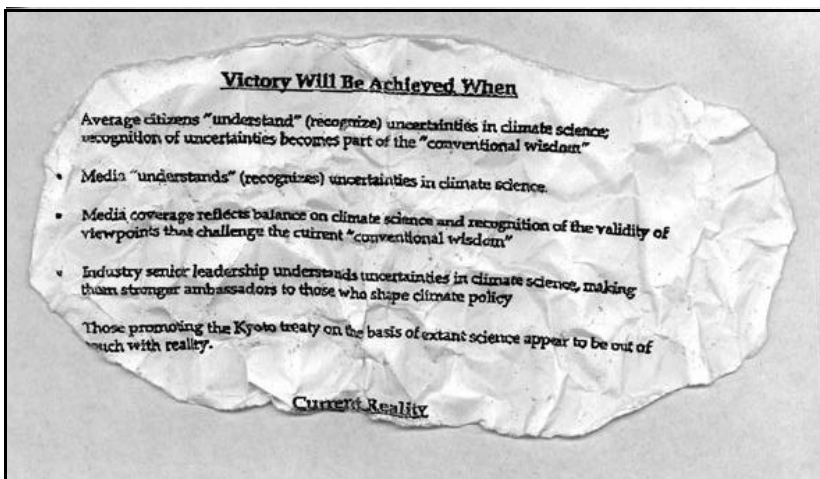 Victory Will Be Achieved When
Average citizens "understand" (recognize) uncertainties in climate science;
recognition of uncertainties becomes part of the "conventional wisdom"
• Media "understands" (recognizes) uncertainties in climate science.
• Media coverage reflects balance on climate science and recognition of the validity of
viewpoints that challenge the current "conventional wisdom"
• Industry senior leadership understands uncertainties in climate science, making
them stronger ambassadors to those who shape climate policy
Those promoting the Kyoto treaty on the basis of extant science appear to be out of
touch with reality.
Current Reality